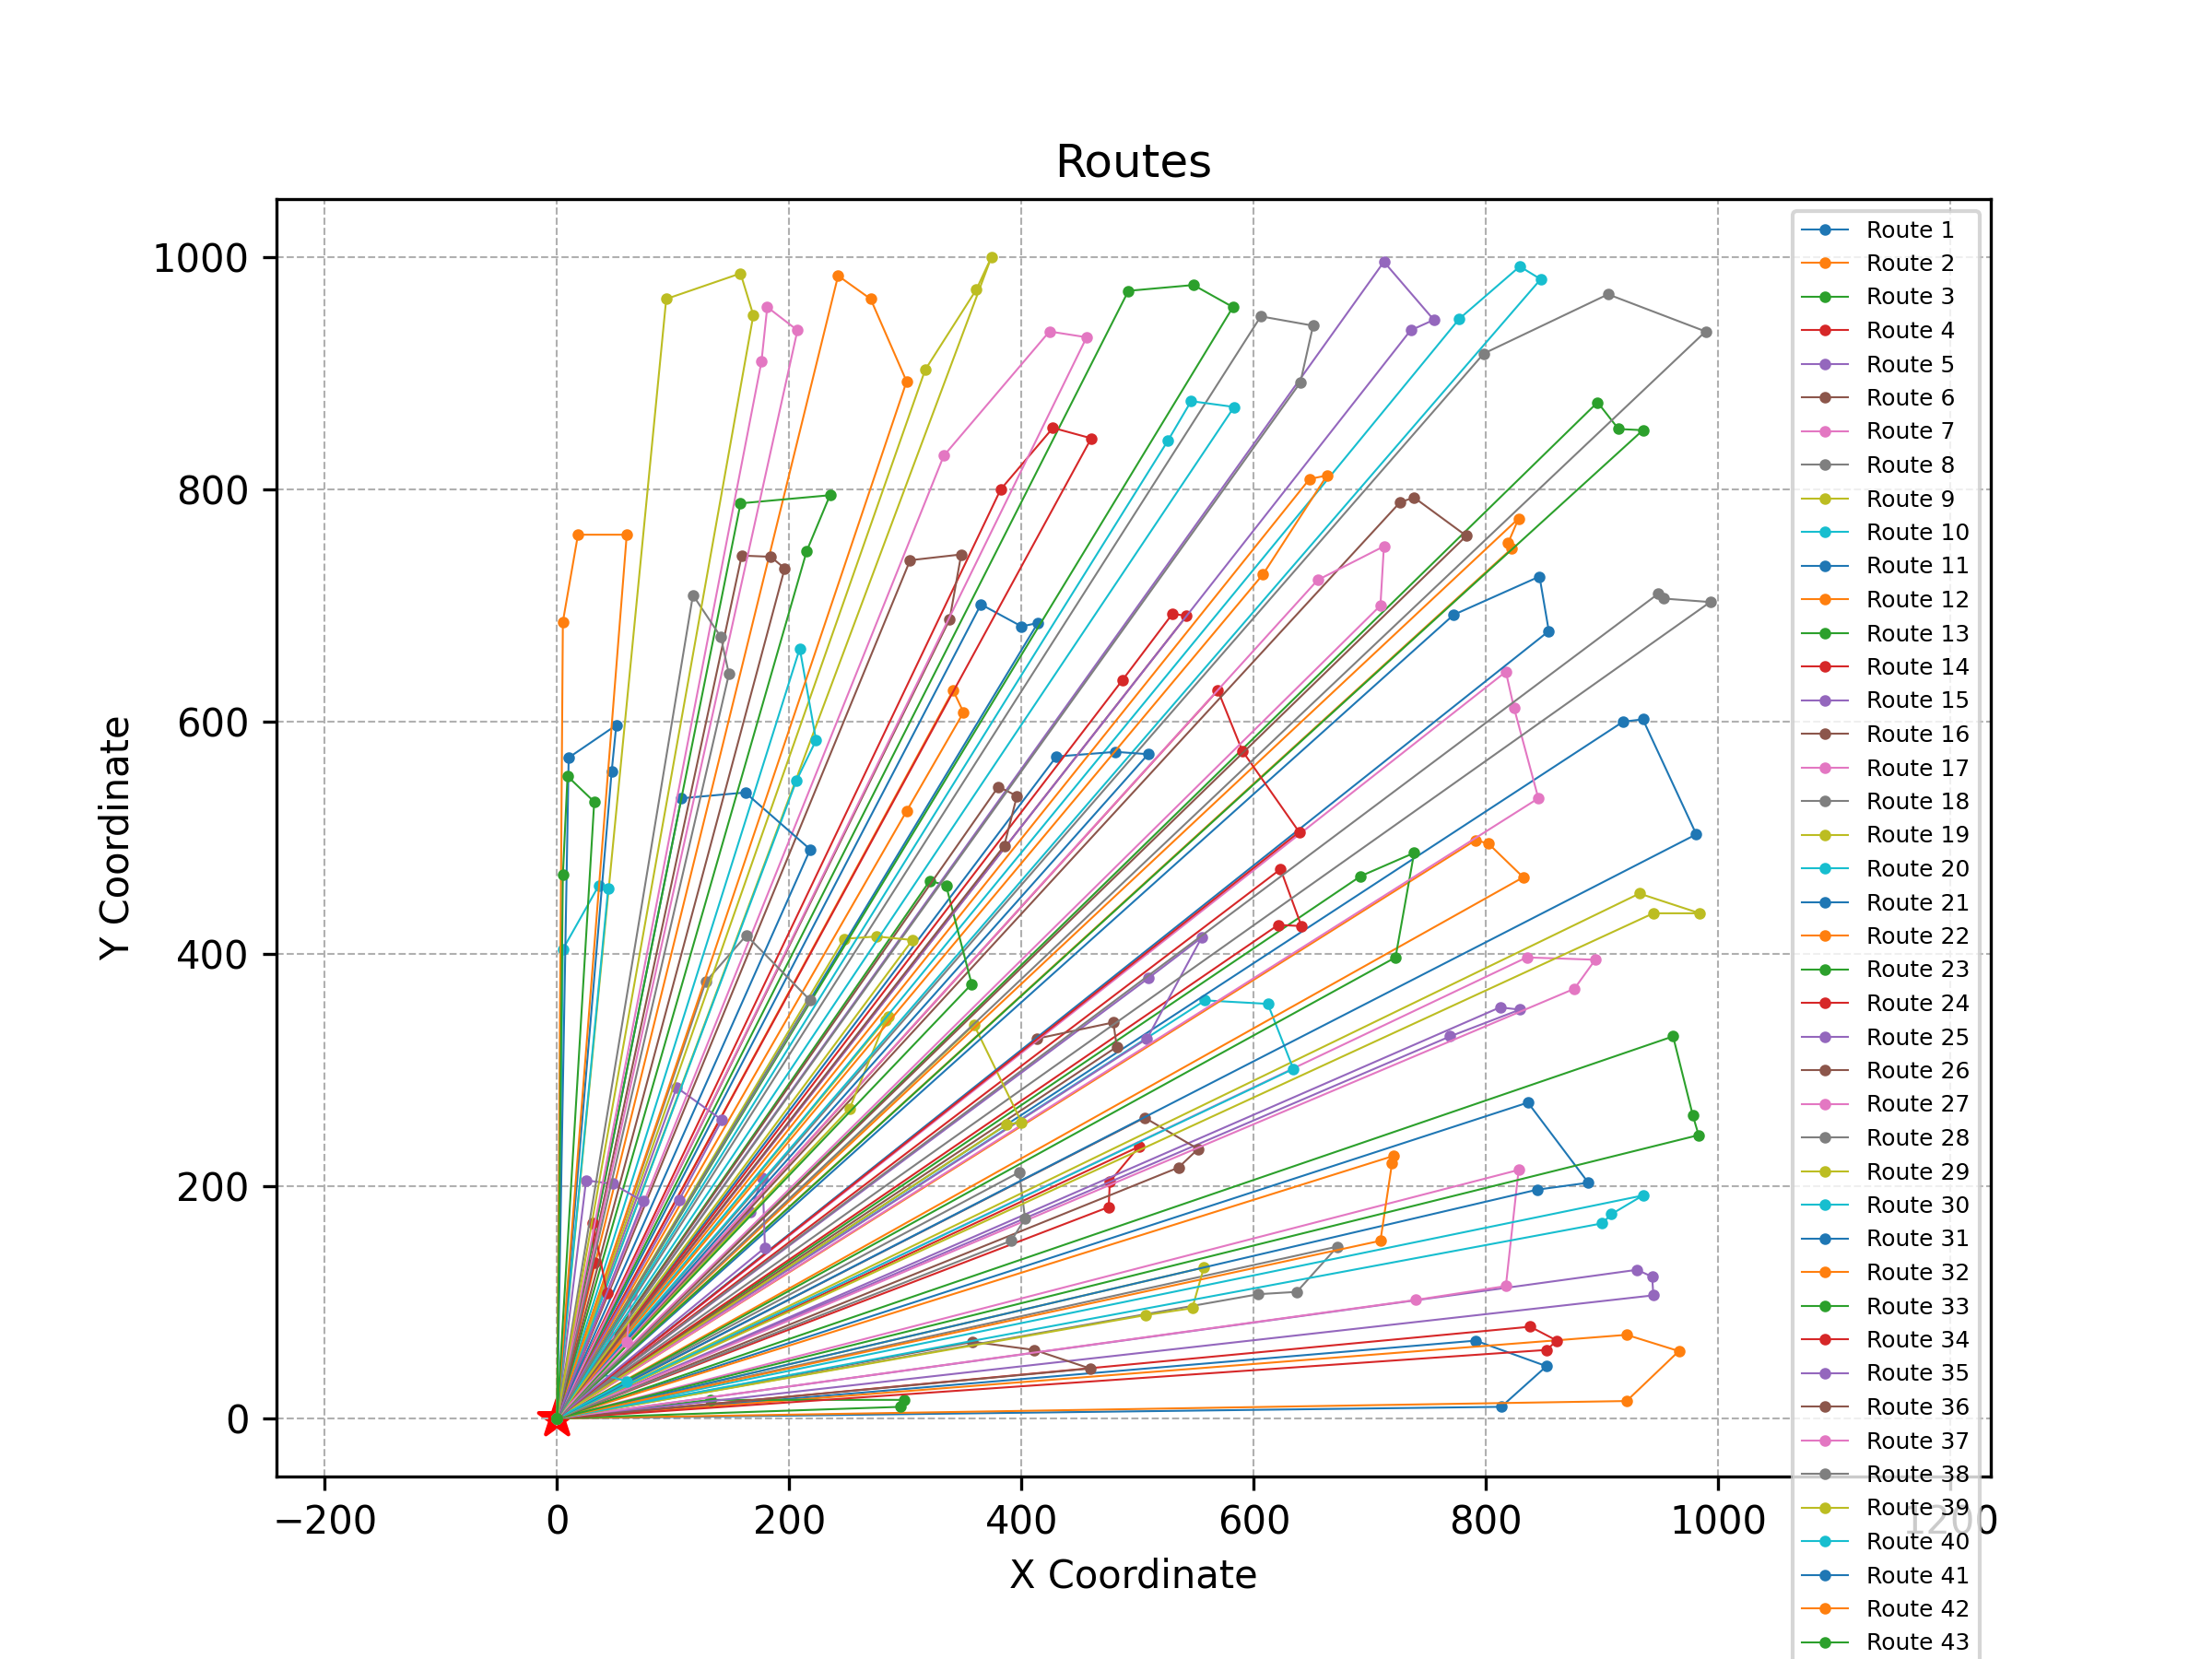 Routes
1000
800
600
400
200
0
Y Coordinate
−200
0
200
400
600
800
1000
1200
X Coordinate
Route 1
Route 2
Route 3
Route 4
Route 5
Route 6
Route 7
Route 8
Route 9
Route 10
Route 11
Route 12
Route 13
Route 14
Route 15
Route 16
Route 17
Route 18
Route 19
Route 20
Route 21
Route 22
Route 23
Route 24
Route 25
Route 26
Route 27
Route 28
Route 29
Route 30
Route 31
Route 32
Route 33
Route 34
Route 35
Route 36
Route 37
Route 38
Route 39
Route 40
Route 41
Route 42
Route 43